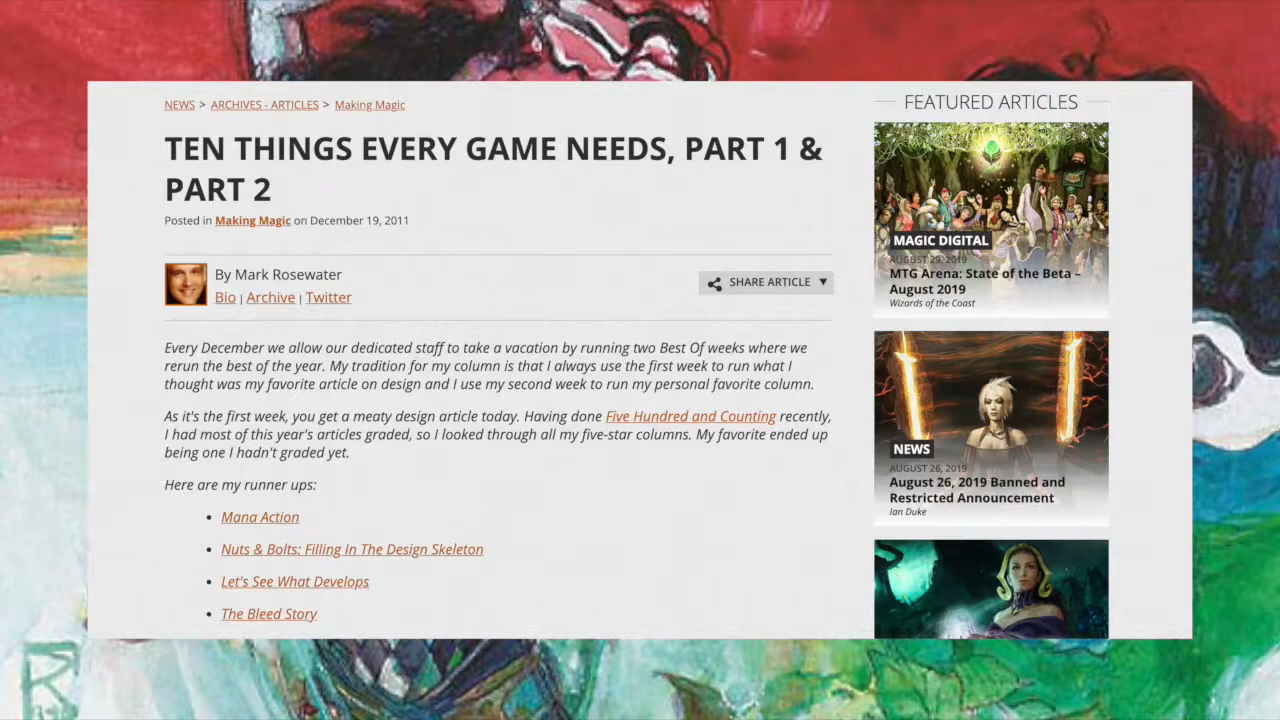 NEWS > ARCHIVES - ARTICLES > Making Magic
TEN THINGS EVERY GAME NEEDS, PART 1 &
PART 2
Posted in Making Magic on December 19, 2011
By Mark Rosewater
Bio | Archive | Twitter
SHARE ARTICLE ▼
Every December we allow our dedicated staff to take a vacation by running two Best Of weeks where we
rerun the best of the year. My tradition for my column is that I always use the first week to run what I
thought was my favorite article on design and I use my second week to run my personal favorite column.
As it's the first week, you get a meaty design article today. Having done Five Hundred and Counting recently,
I had most of this year's articles graded, so I looked through all my five-star columns. My favorite ended up
being one I hadn't graded yet.
Here are my runner ups:
• Mana Action
• Nuts & Bolts: Filling In The Design Skeleton
• Let's See What Develops
• The Bleed Story
FEATURED ARTICLES
MAGIC DIGITAL
AUGUST 29, 2019
MTG Arena: State of the Beta –
August 2019
Wizards of the Coast
NEWS
AUGUST 26, 2019
August 26, 2019 Banned and
Restricted Announcement
Ian Duke